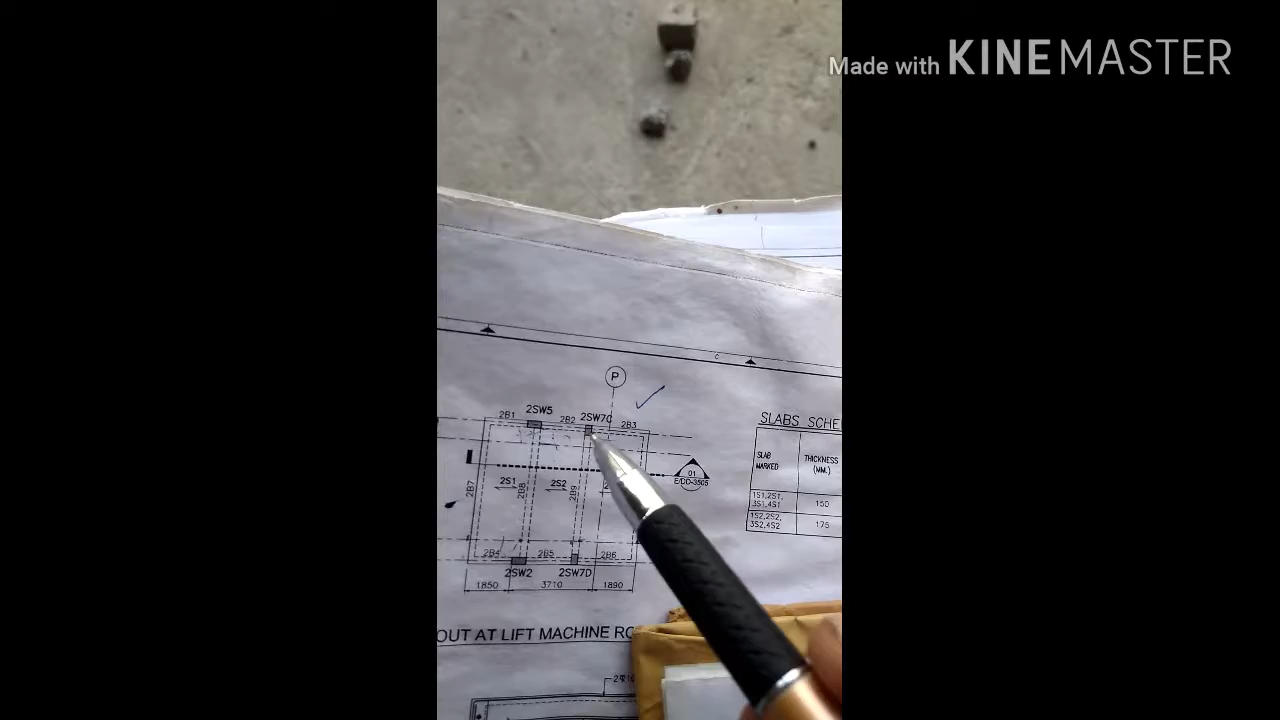 Made with KINEMASTER
C
P
2SW5
2SW7C
2B1
2B2
2B3
SLABS SCHE
SLAB
MARKED
THICKNESS
(MM.)
01
E/DD-3505
2S1
2S2
2B7
2B8
2B9
1S1,2S1,
3S1,4S1
150
1S2,2S2,
3S2,4S2
175
2B4
2B5
2B6
2SW2
2SW7D
1850
3710
1890
OUT AT LIFT MACHINE RO